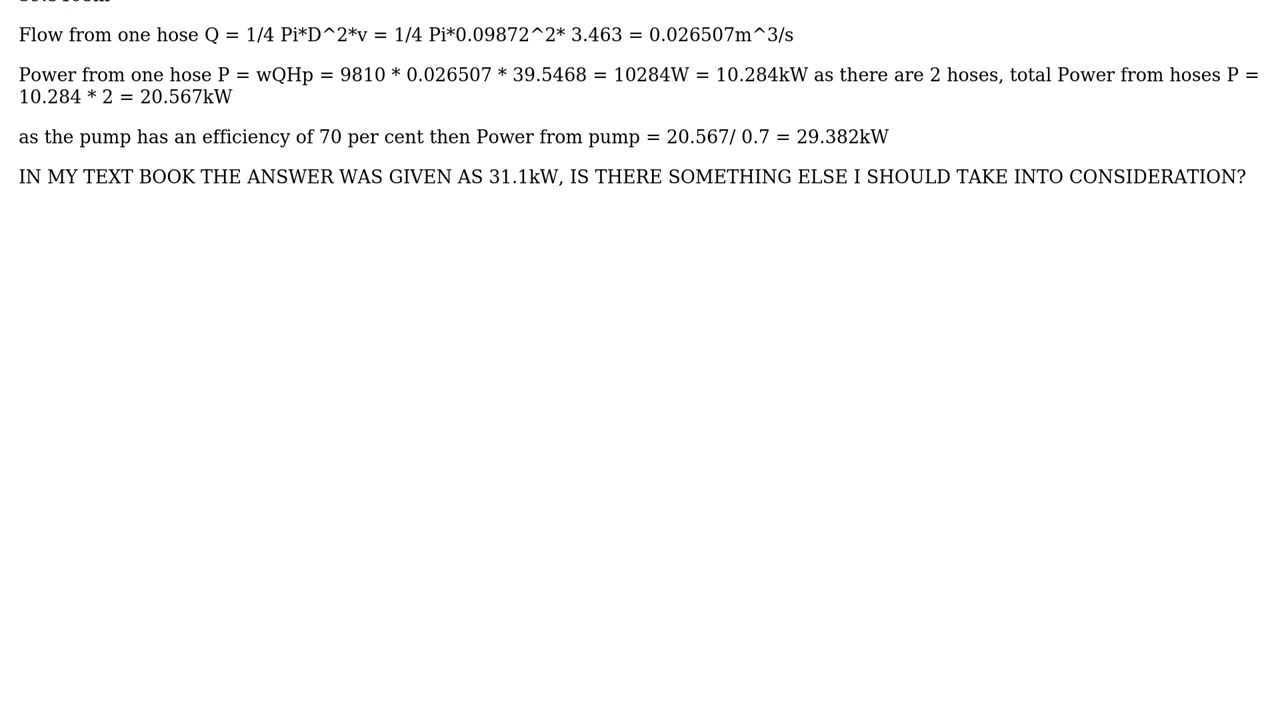 Flow from one hose Q = 1/4 Pi*D^2*v = 1/4 Pi*0.09872^2* 3.463 = 0.026507m^3/s
Power from one hose P = wQHp = 9810 * 0.026507 * 39.5468 = 10284W = 10.284kW as there are 2 hoses, total Power from hoses P =
10.284 * 2 = 20.567kW
as the pump has an efficiency of 70 per cent then Power from pump = 20.567/ 0.7 = 29.382kW
IN MY TEXT BOOK THE ANSWER WAS GIVEN AS 31.1kW, IS THERE SOMETHING ELSE I SHOULD TAKE INTO CONSIDERATION?